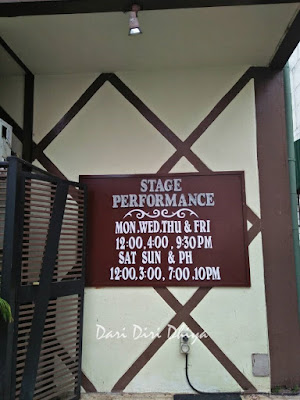 STAGE
PERFORMANCE
MON,WED,THU & FRI
12:00,4:00, 9:30PM
SAT SUN & PH
12:00,3:00, 7:00,10PM
Dari Diri Daiya